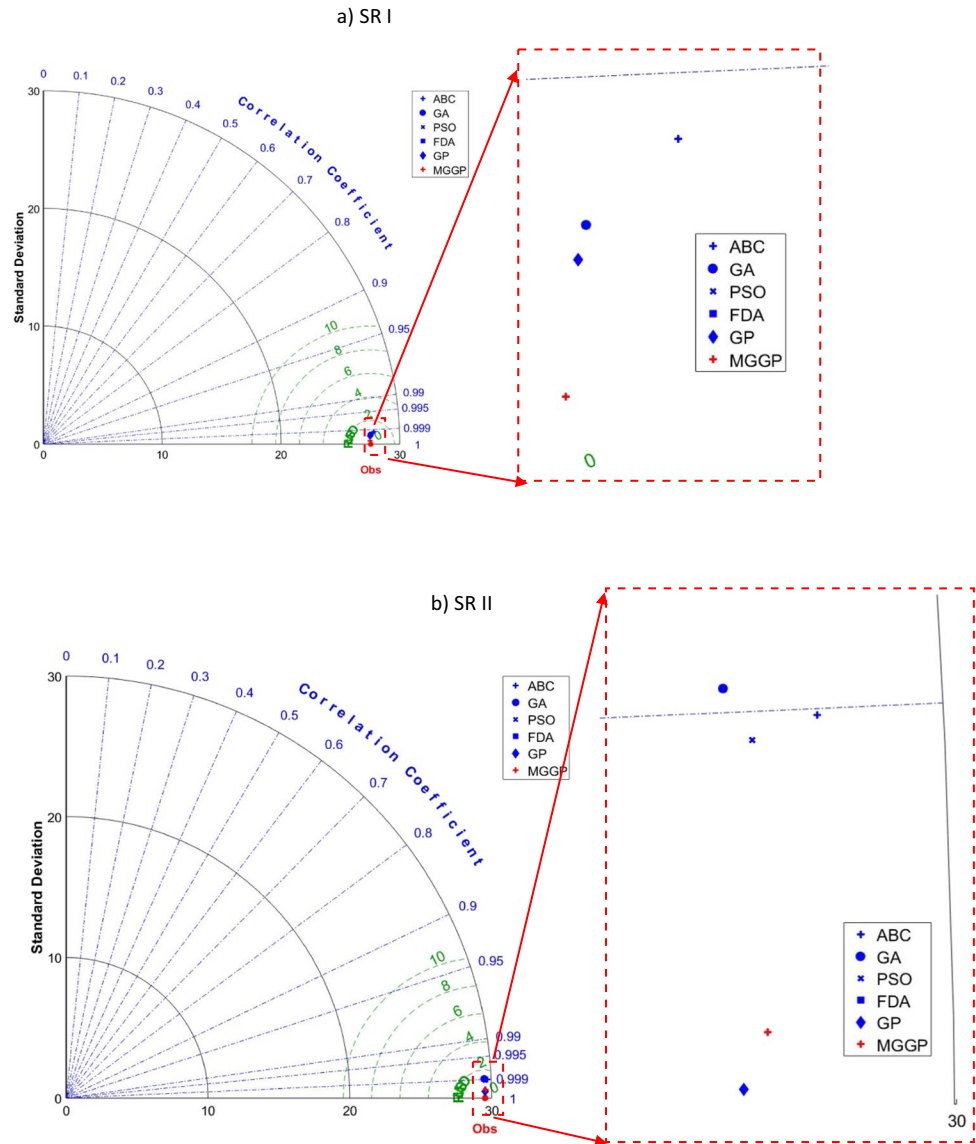 a) SR I
0
0.1
0.2
0.3
0.4
0.5
0.6
0.7
0.8
0.9
0.95
0.99
0.995
0.999
1
Correlation Coefficient
Standard Deviation
30
20
10
0
10
20
30
10
8
6
4
2
0
RMSD
Obs
ABC
GA
PSO
FDA
GP
MGGP
ABC
GA
PSO
FDA
GP
MGGP
0
b) SR II
0
0.1
0.2
0.3
0.4
0.5
0.6
0.7
0.8
0.9
0.95
0.99
0.995
0.999
1
Correlation Coefficient
Standard Deviation
30
20
10
0
10
20
30
10
8
6
4
2
0
Obs
ABC
GA
PSO
FDA
GP
MGGP
ABC
GA
PSO
FDA
GP
MGGP
30